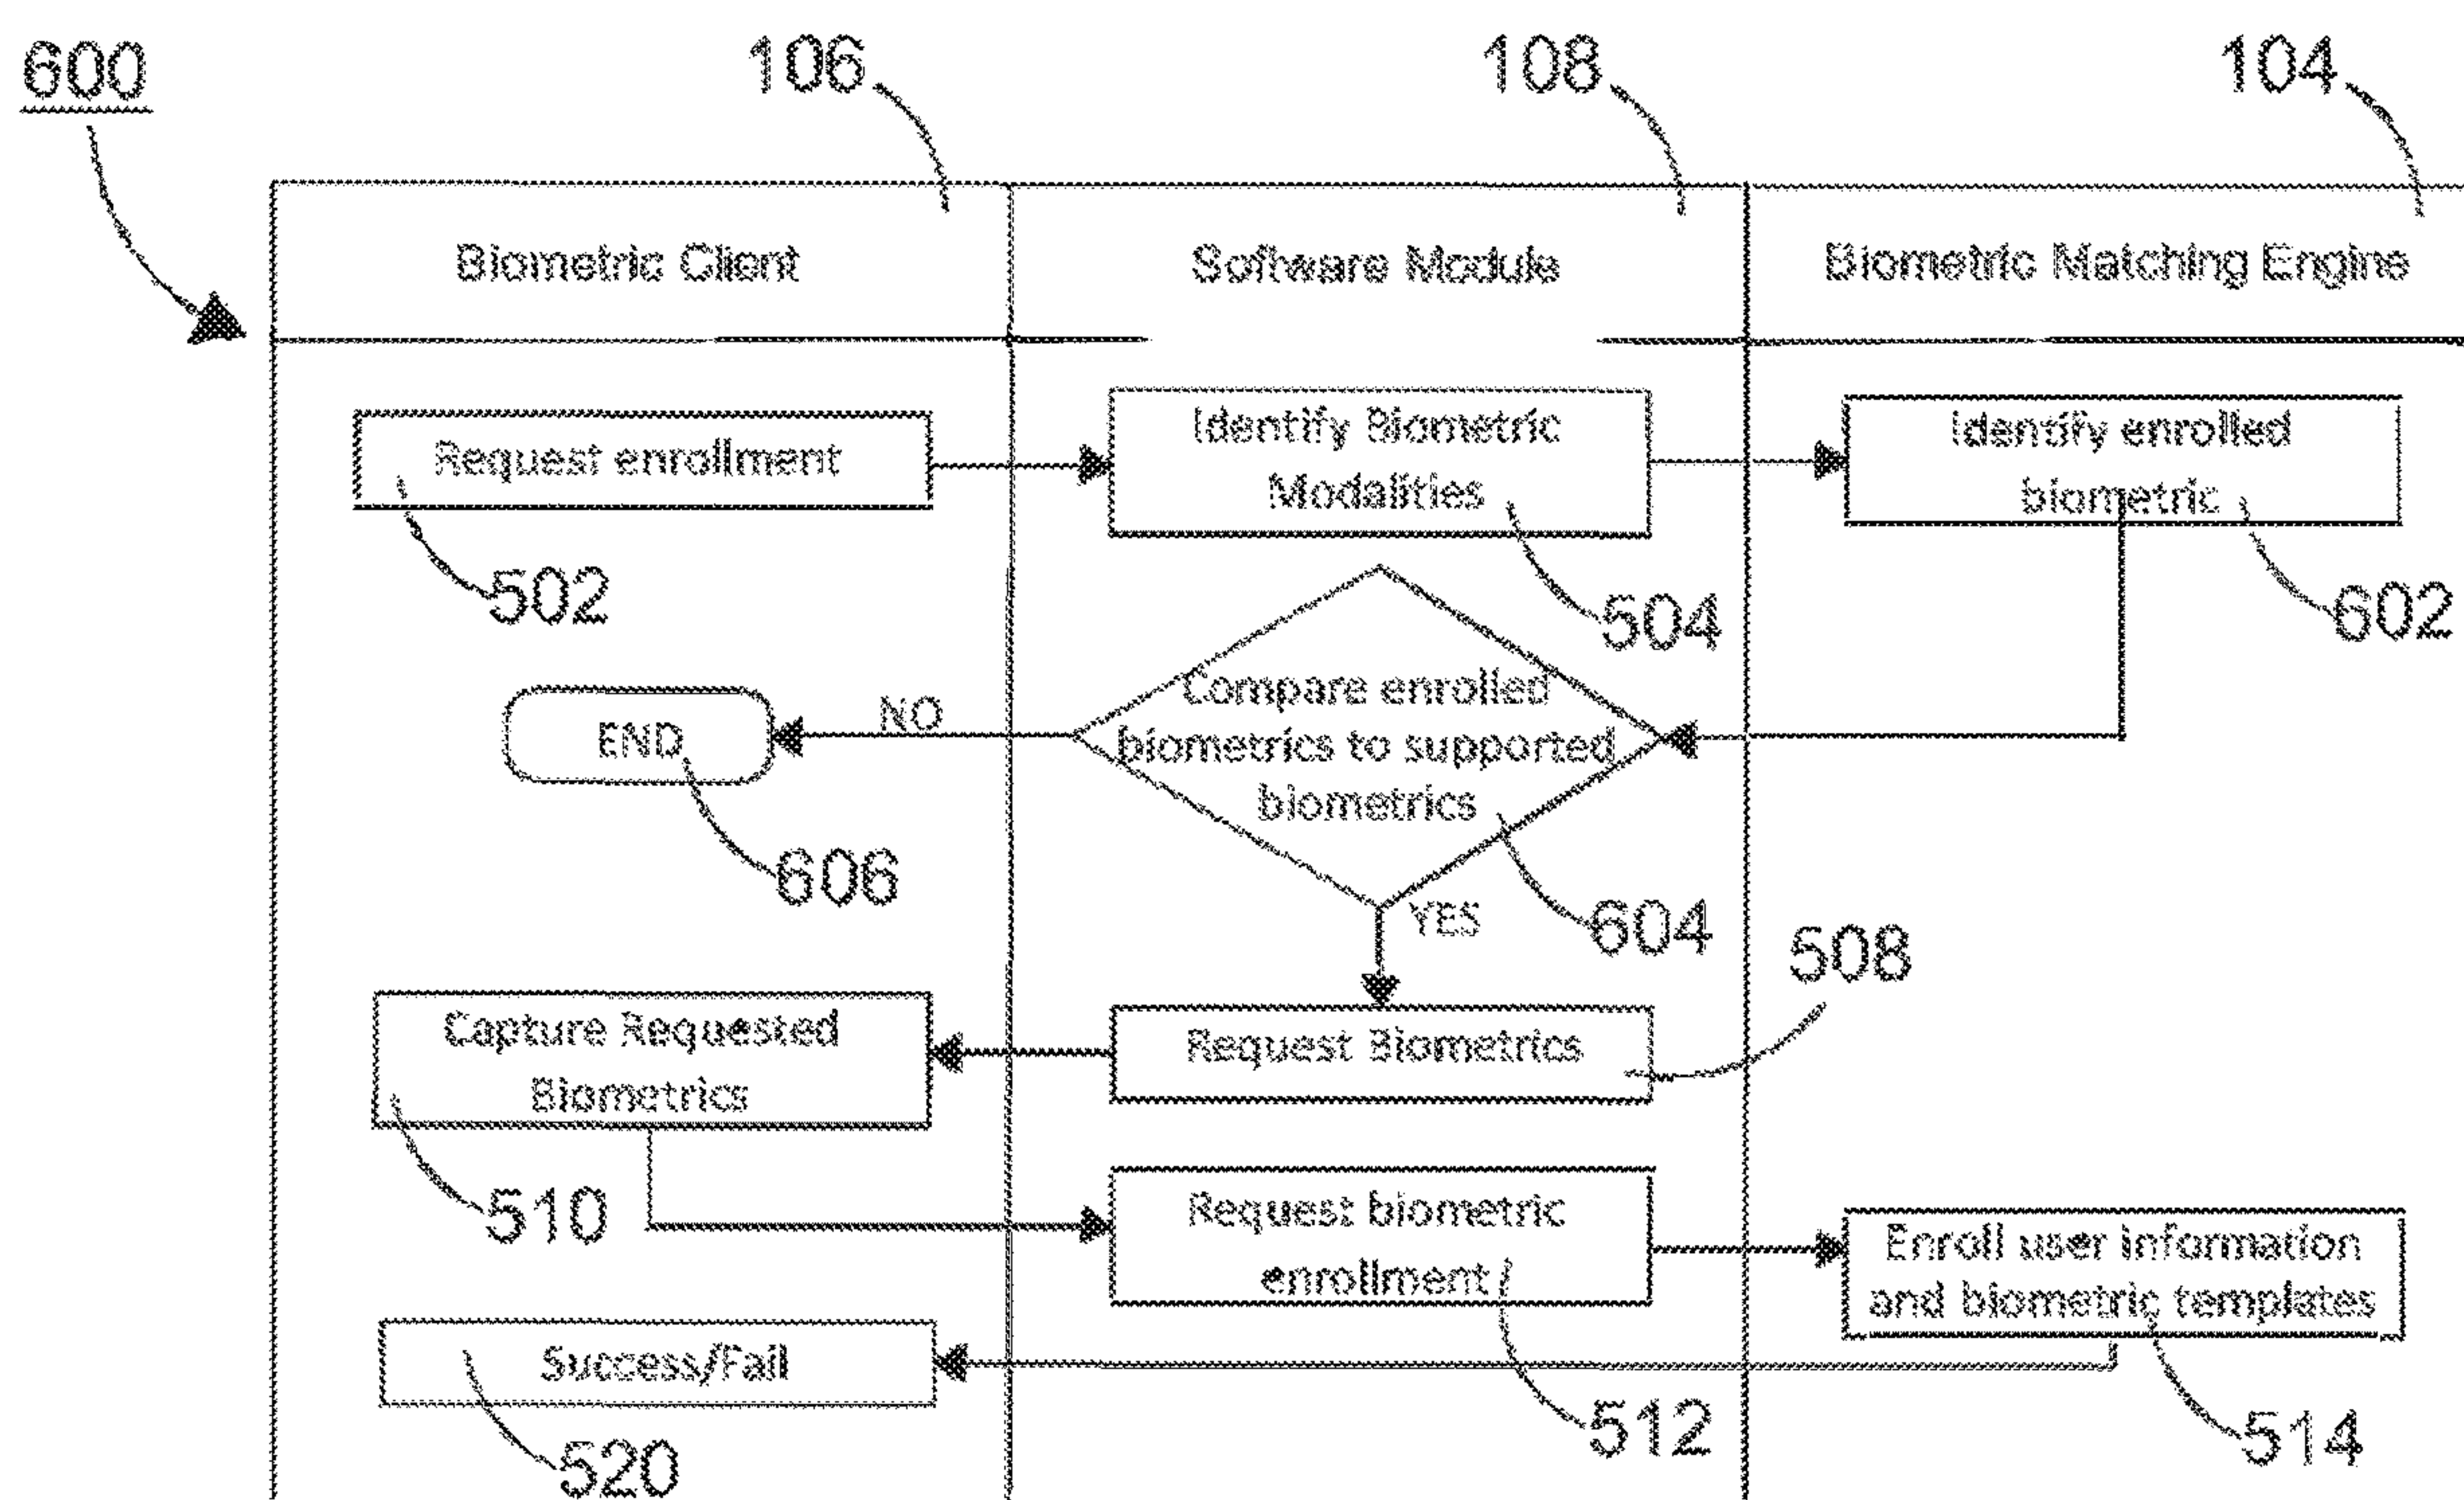 600
106
108
104
Biometric Client
Software Module
Biometric Matching Engine
Request enrollment
502
Identify Biometric
Modalities
504
Identify enrolled
biometric
602
Compare enrolled
biometrics to supported
biometrics
604
NO
END
606
YES
508
Request Biometrics
Capture Requested
Biometrics
510
Request biometric
enrollment
512
Enroll user information
and biometric templates
514
Success/Fail
520